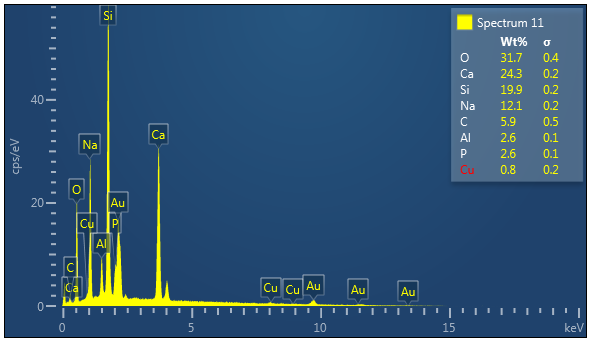 Si
Spectrum 11
Wt% σ
O 31.7 0.4
Ca 24.3 0.2
Si 19.9 0.2
Na 12.1 0.2
C 5.9 0.5
Al 2.6 0.1
P 2.6 0.1
Cu 0.8 0.2
cps/eV
40
20
0
Na
Ca
O
Au
Cu
P
Al
C
Ca
Cu
Cu
Au
Au
Au
0 5 10 15 keV